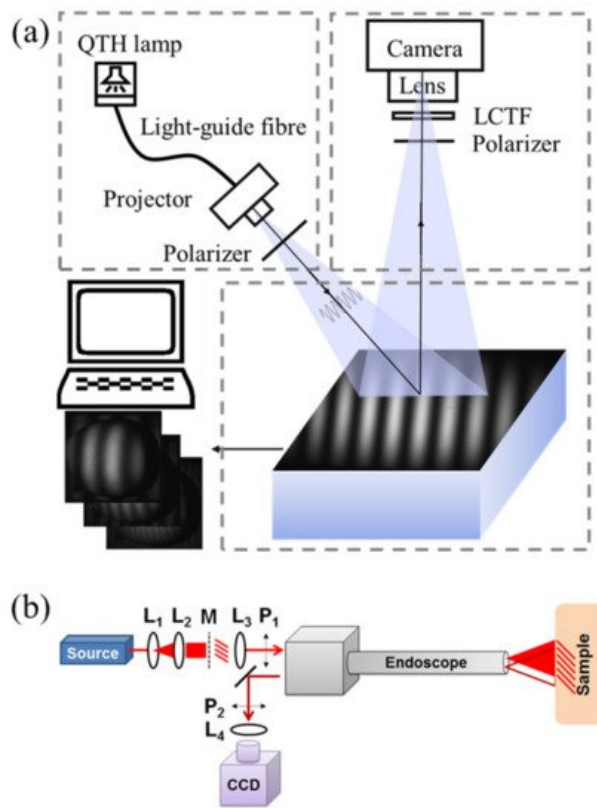 (a)
QTH lamp
Light-guide fibre
Projector
Polarizer
Camera
Lens
LCTF
Polarizer
(b)
L₁ L₂ M L₃ P₁
Source
Endoscope
Sample
P₂
L₄
CCD